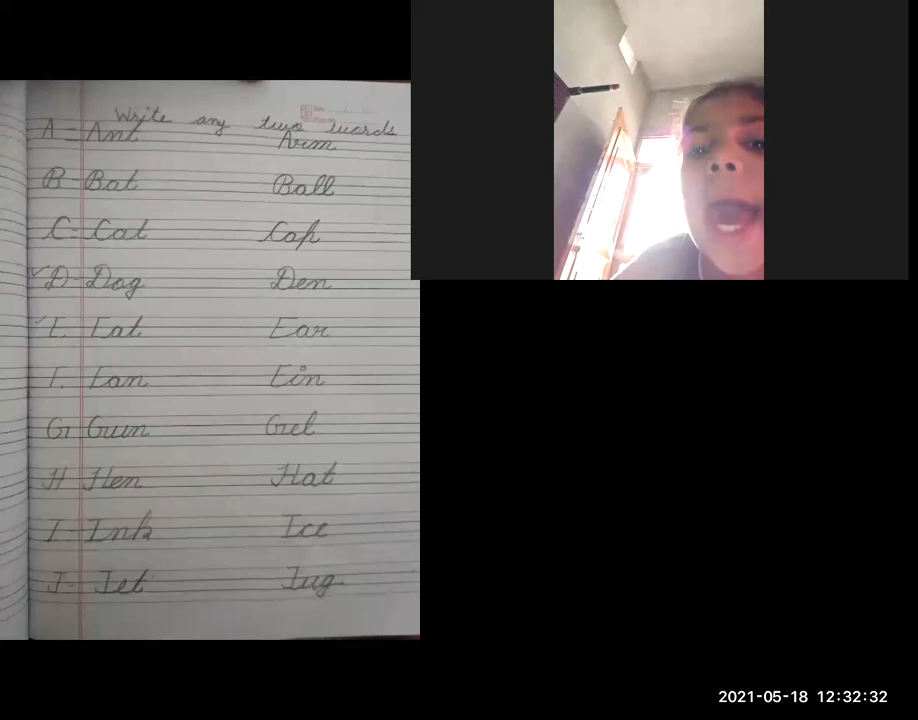 Write any two words
A - Ant Arm
B - Bat Ball
C - Cat Cap
D - Dog Den
E. Eat Ear
F. Fan Fin
G Gun Gel
H Hen Hat
I - Ink Ice
J - Jet Jug
2021-05-18 12:32:32